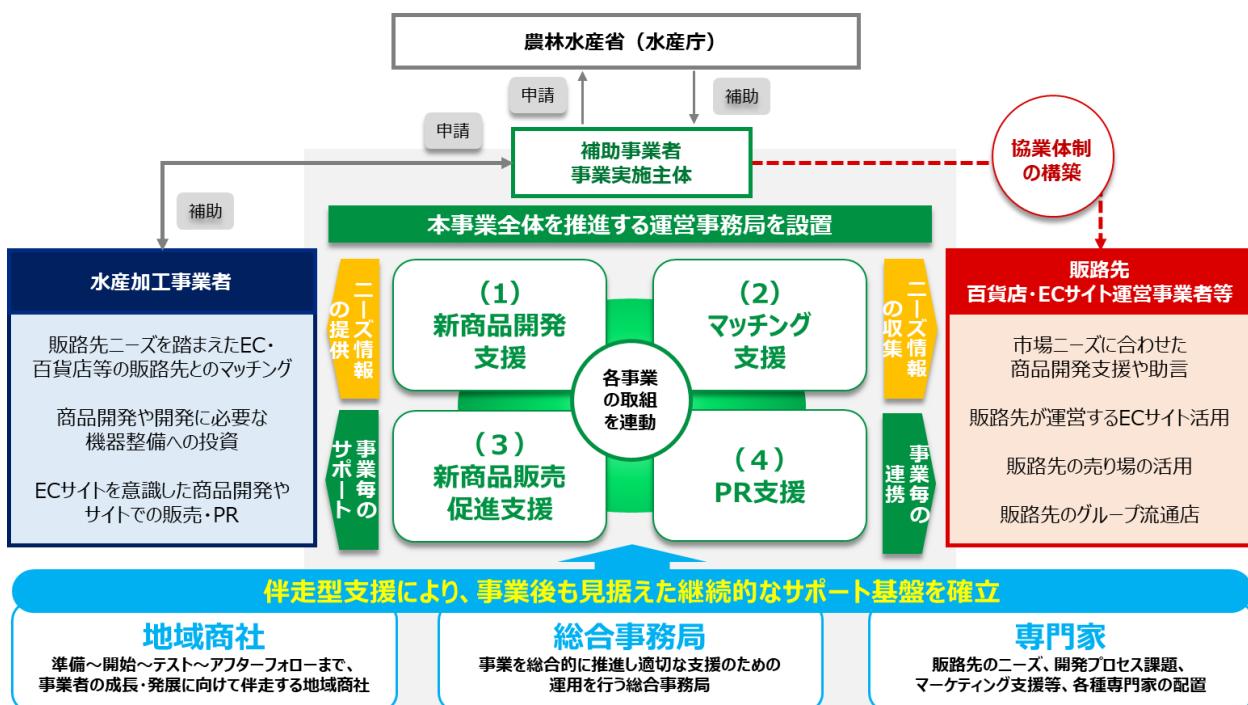 農林水産省（水産庁）
申請
補助
申請
補助事業者
事業実施主体
協業体制
の構築
補助
本事業全体を推進する運営事務局を設置
水産加工事業者
販路先ニーズを踏まえたEC・
百貨店等の販路先とのマッチング
商品開発や開発に必要な
機器整備への投資
ECサイトを意識した商品開発や
サイトでの販売・PR
ニーズ情報
の提供
事業毎の
サポート
（1）
新商品開発
支援
（2）
マッチング
支援
各事業
の取組
を連動
（3）
新商品販売
促進支援
（4）
PR支援
ニーズ情報
の収集
事業毎の
連携
販路先
百貨店・ECサイト運営事業者等
市場ニーズに合わせた
商品開発支援や助言
販路先が運営するECサイト活用
販路先の売り場の活用
販路先のグループ流通店
伴走型支援により、事業後も見据えた継続的なサポート基盤を確立
地域商社
準備～開始～テスト～アフターフォローまで、
事業者の成長・発展に向けて伴走する地域商社
総合事務局
事業を総合的に推進し適切な支援のための
運用を行う総合事務局
専門家
販路先のニーズ、開発プロセス課題、
マーケティング支援等、各種専門家の配置